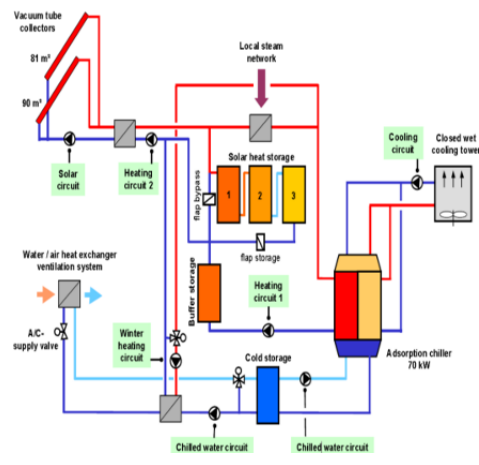 Vacuum tube
collectors
81 m²
90 m²
Local steam
network
Solar
circuit
Heating
circuit 2
flap bypass
Solar heat storage
1
2
3
flap storage
Cooling
circuit
Closed wet
cooling tower
Water / air heat exchanger
ventilation system
Buffer storage
Heating
circuit 1
A/C-
supply valve
Winter
heating
circuit
Cold storage
Adsorption chiller
70 kW
Chilled water circuit
Chilled water circuit